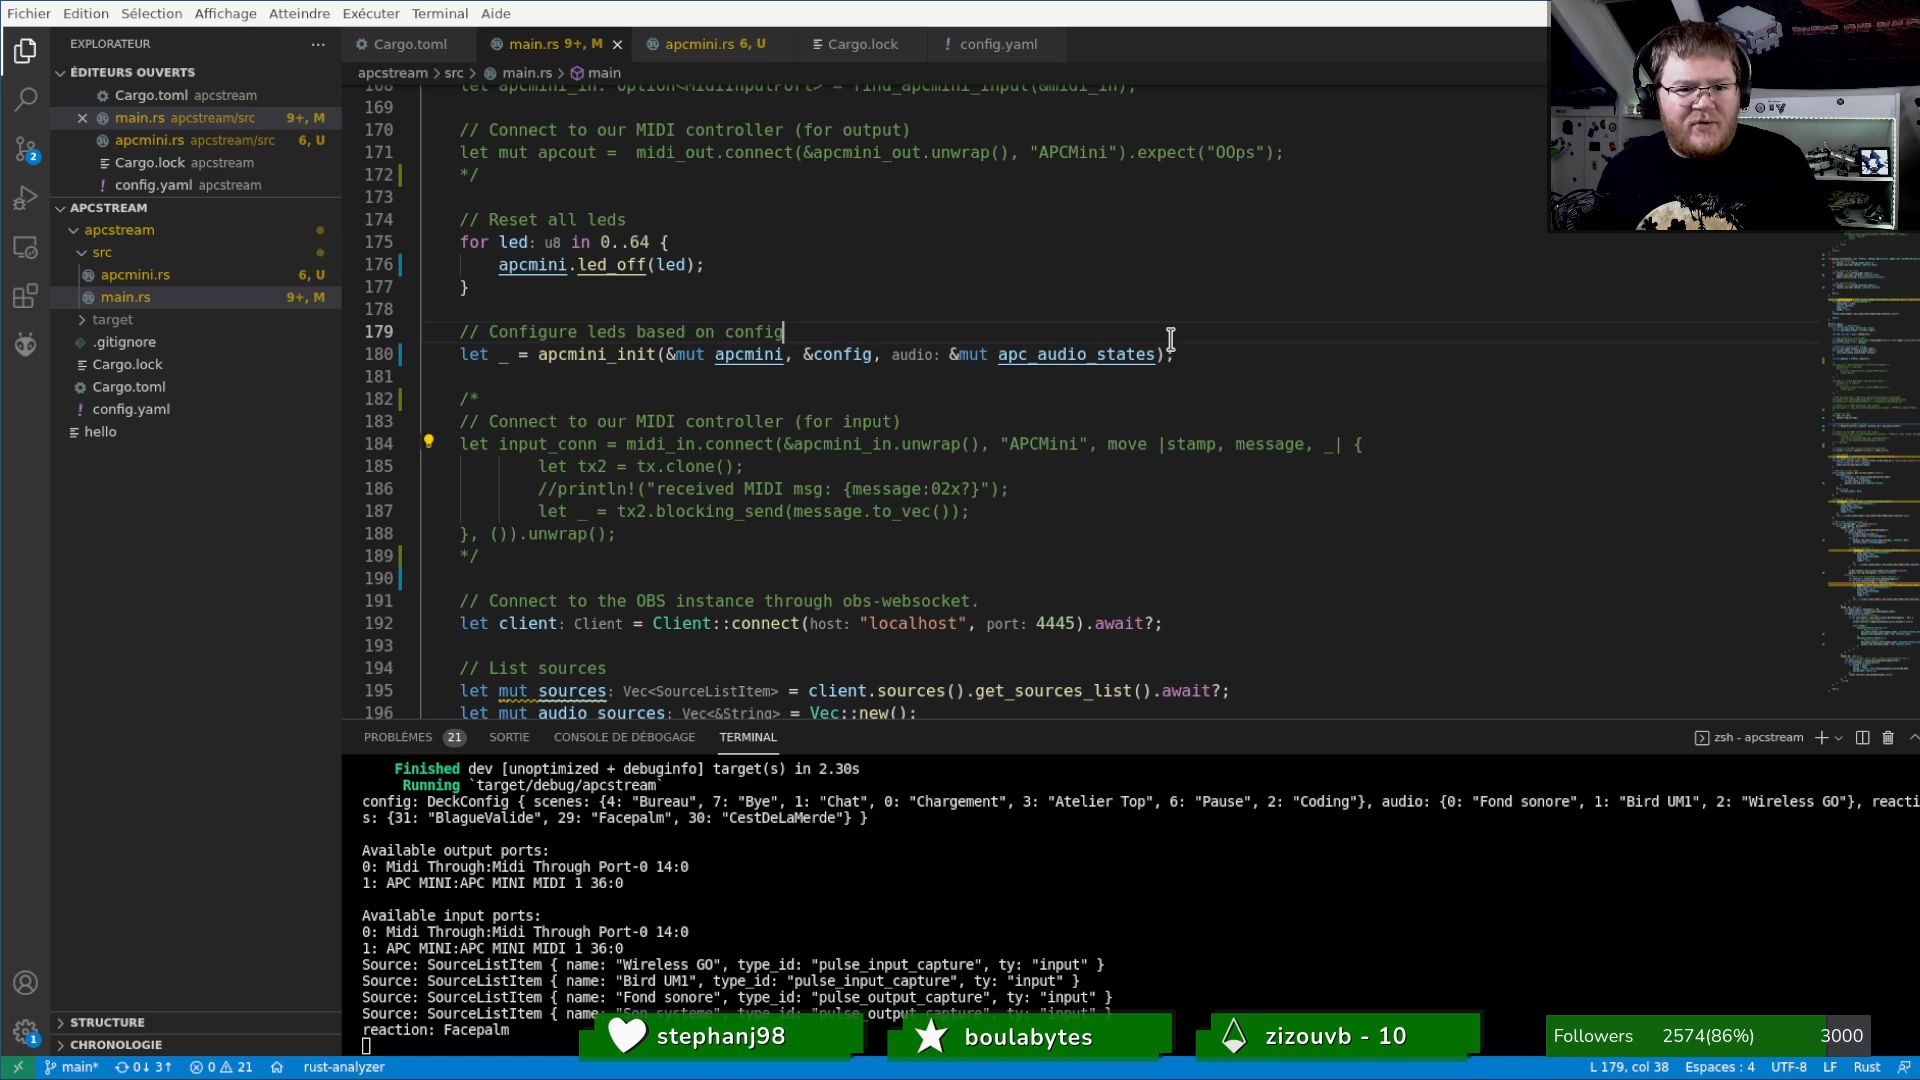 Fichier Edition Sélection Affichage Atteindre Exécuter Terminal Aide
EXPLORATEUR
ÉDITEURS OUVERTS
Cargo.toml apcstream
main.rs apcstream/src 9+, M
apcmini.rs apcstream/src 6, U
Cargo.lock apcstream
config.yaml apcstream
APCSTREAM
apcstream
src
apcmini.rs 6, U
main.rs 9+, M
target
.gitignore
Cargo.lock
Cargo.toml
config.yaml
hello
STRUCTURE
CHRONOLOGIE
Cargo.toml main.rs 9+, M apcmini.rs 6, U Cargo.lock config.yaml
apcstream > src > main.rs > main
168 let apcmini_in: Option<MidiInputPort> = find_apcmini_input(&midi_in);
169
170 // Connect to our MIDI controller (for output)
171 let mut apcout =  midi_out.connect(&apcmini_out.unwrap(), "APCMini").expect("OOps");
172 */
173
174 // Reset all leds
175 for led: u8 in 0..64 {
176 apcmini.led_off(led);
177 }
178
179 // Configure leds based on config
180 let _ = apcmini_init(&mut apcmini, &config, audio: &mut apc_audio_states);
181
182 /*
183 // Connect to our MIDI controller (for input)
184 let input_conn = midi_in.connect(&apcmini_in.unwrap(), "APCMini", move |stamp, message, _| {
185 let tx2 = tx.clone();
186 //println!("received MIDI msg: {message:02x?}");
187 let _ = tx2.blocking_send(message.to_vec());
188 }, ()).unwrap();
189 */
190
191 // Connect to the OBS instance through obs-websocket.
192 let client: Client = Client::connect(host: "localhost", port: 4445).await?;
193
194 // List sources
195 let mut sources: Vec<SourceListItem> = client.sources().get_sources_list().await?;
196 let mut audio_sources: Vec<&String> = Vec::new();
PROBLÈMES 21 SORTIE CONSOLE DE DÉBOGAGE TERMINAL zsh - apcstream
Finished dev [unoptimized + debuginfo] target(s) in 2.30s
Running `target/debug/apcstream`
config: DeckConfig { scenes: {4: "Bureau", 7: "Bye", 1: "Chat", 0: "Chargement", 3: "Atelier Top", 6: "Pause", 2: "Coding"}, audio: {0: "Fond sonore", 1: "Bird UM1", 2: "Wireless GO"}, reacti
s: {31: "BlagueValide", 29: "Facepalm", 30: "CestDeLaMerde"} }
Available output ports:
0: Midi Through:Midi Through Port-0 14:0
1: APC MINI:APC MINI MIDI 1 36:0
Available input ports:
0: Midi Through:Midi Through Port-0 14:0
1: APC MINI:APC MINI MIDI 1 36:0
Source: SourceListItem { name: "Wireless GO", type_id: "pulse_input_capture", ty: "input" }
Source: SourceListItem { name: "Bird UM1", type_id: "pulse_input_capture", ty: "input" }
Source: SourceListItem { name: "Fond sonore", type_id: "pulse_output_capture", ty: "input" }
Source: SourceListItem { name: "Son systeme", type_id: "pulse_output_capture", ty: "input" }
reaction: Facepalm
stephanj98
boulabytes
zizouvb - 10
Followers 2574(86%) 3000
2
1
main* 0↓ 3↑ 0 21 rust-analyzer L 179, col 38 Espaces : 4 UTF-8 LF Rust